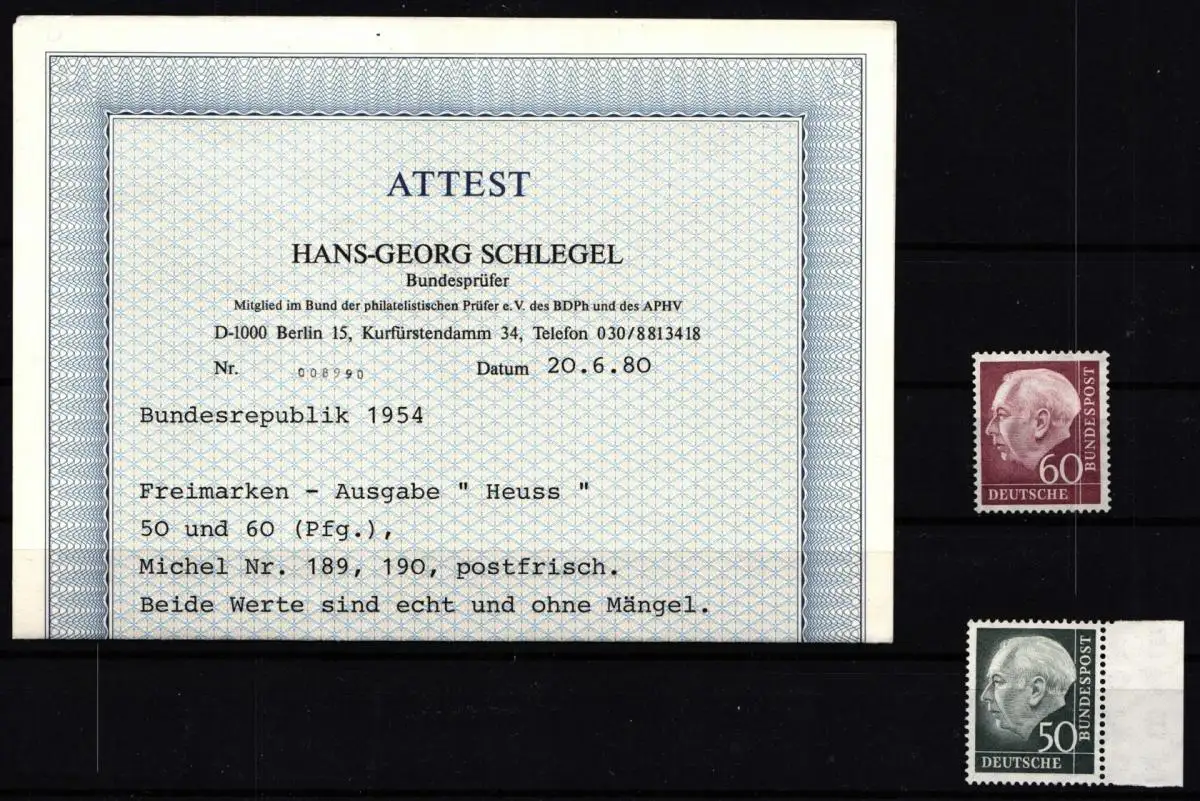 ATTEST
HANS-GEORG SCHLEGEL
Bundesprüfer
Mitglied im Bund der philatelistischen Prüfer e.V. des BDPh und des APHV
D-1000 Berlin 15, Kurfürstendamm 34, Telefon 030/8813418
Nr. 008990 Datum 20.6.80
Bundesrepublik 1954
Freimarken - Ausgabe " Heuss "
50 und 60 (Pfg.),
Michel Nr. 189, 190, postfrisch.
Beide Werte sind echt und ohne Mängel.
BUNDESPOST
60
DEUTSCHE
BUNDESPOST
50
DEUTSCHE